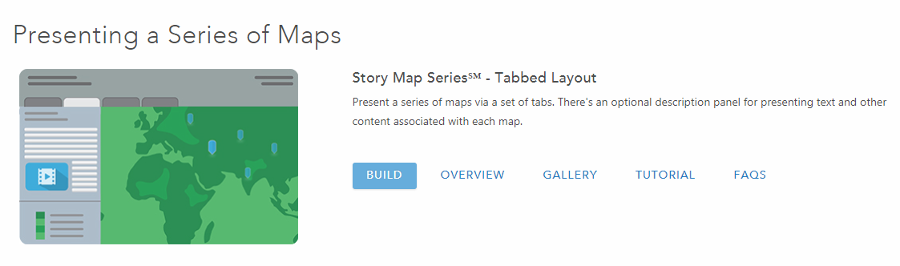 Presenting a Series of Maps
Story Map Series℠ - Tabbed Layout
Present a series of maps via a set of tabs. There's an optional description panel for presenting text and other
content associated with each map.
BUILD OVERVIEW GALLERY TUTORIAL FAQS